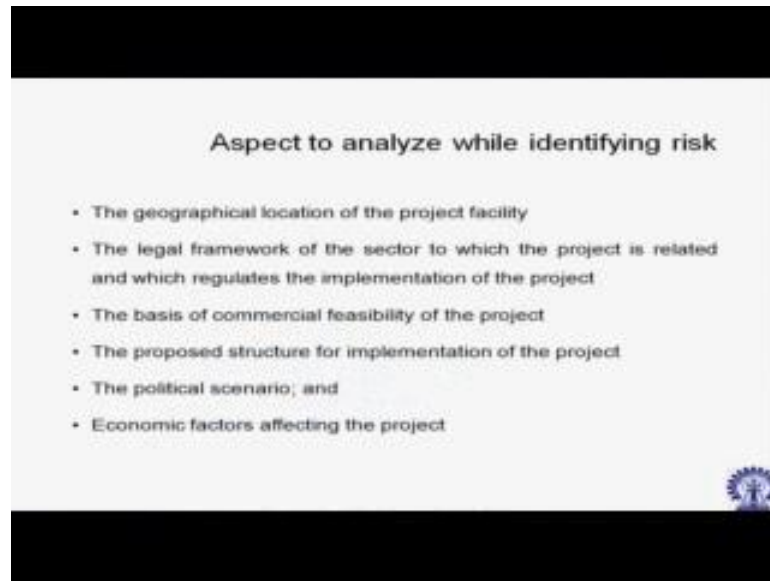 Aspect to analyze while identifying risk
• The geographical location of the project facility
• The legal framework of the sector to which the project is related
and which regulates the implementation of the project
• The basis of commercial feasibility of the project
• The proposed structure for implementation of the project
• The political scenario; and
• Economic factors affecting the project